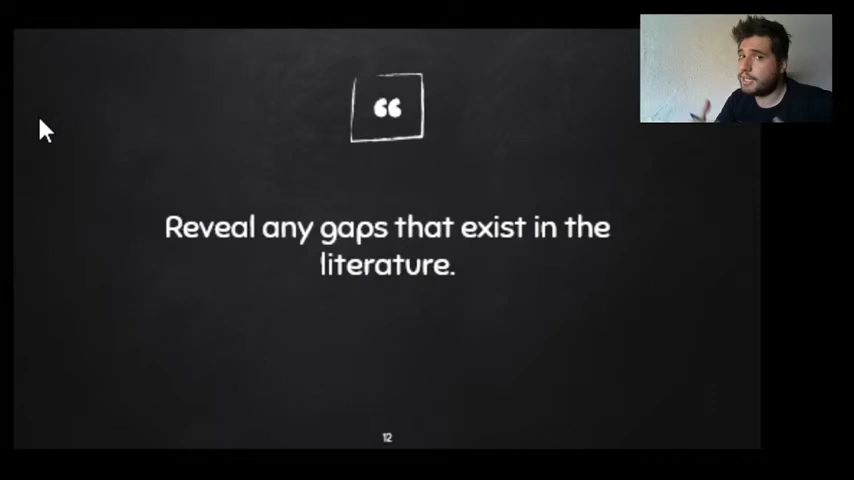 “
Reveal any gaps that exist in the
literature.
12